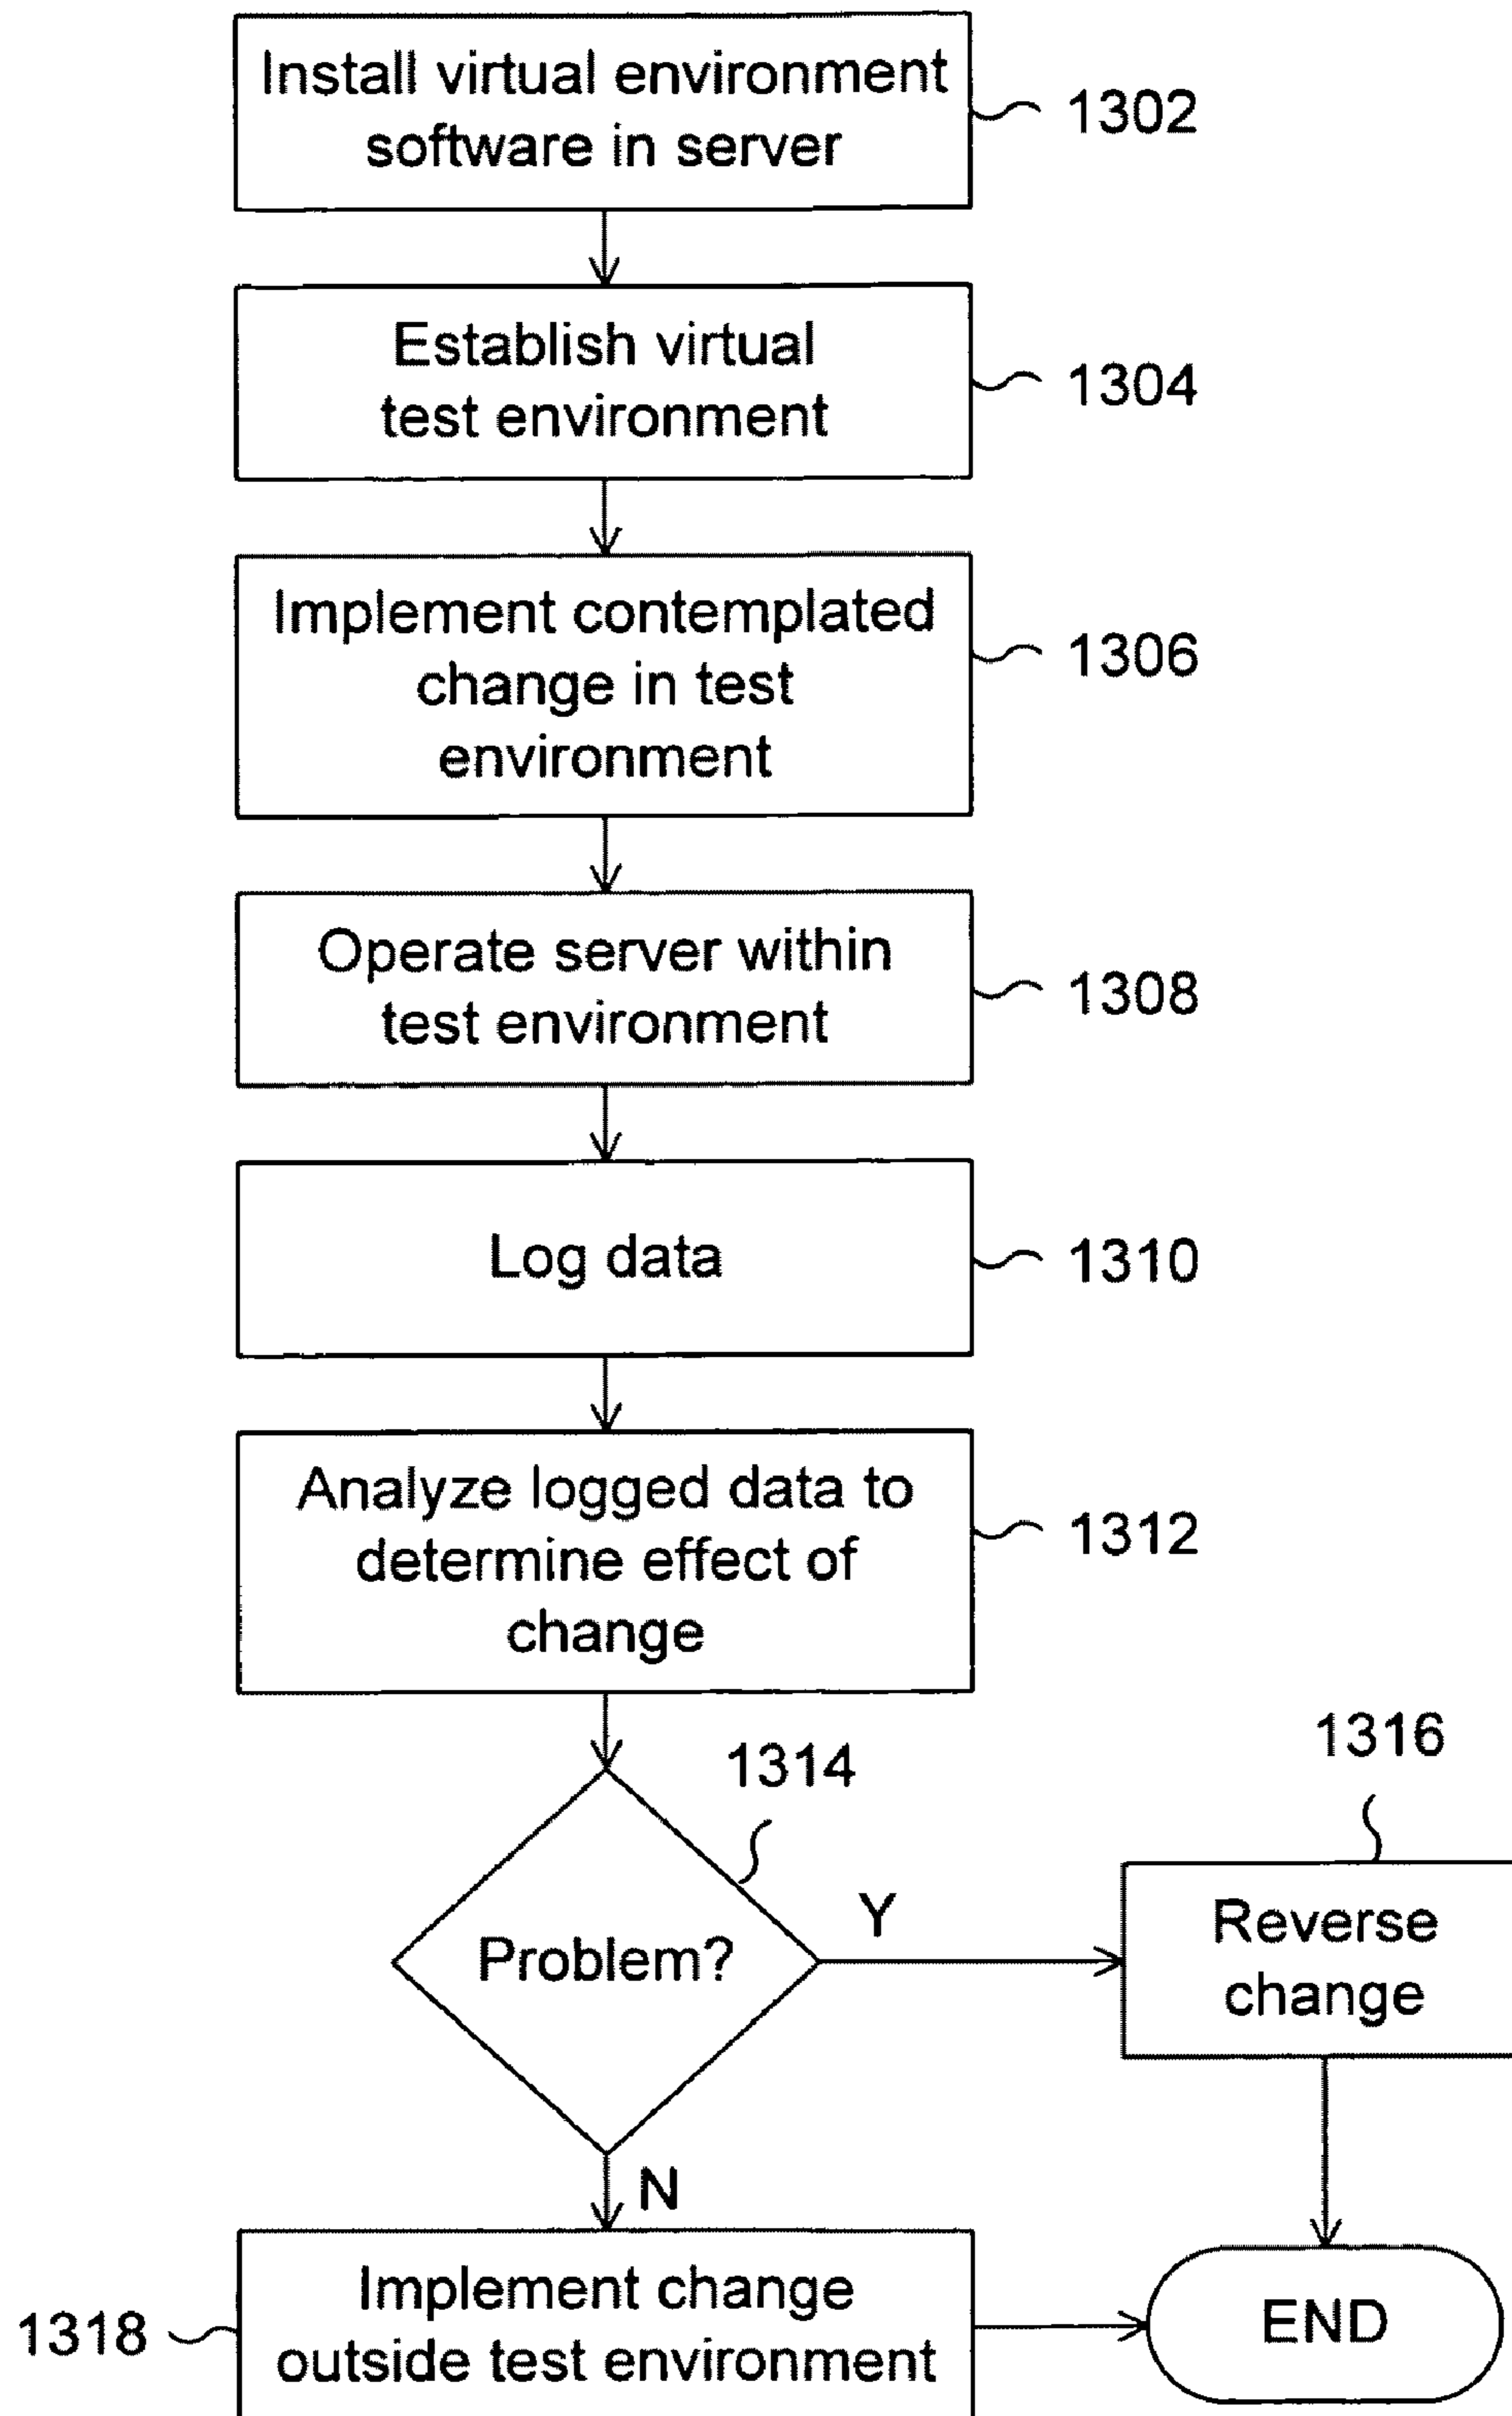 Install virtual environment
software in server
1302
Establish virtual
test environment
1304
Implement contemplated
change in test
environment
1306
Operate server within
test environment
1308
Log data
1310
Analyze logged data to
determine effect of
change
1312
1314
Problem?
Y
1316
Reverse
change
N
1318
Implement change
outside test environment
END